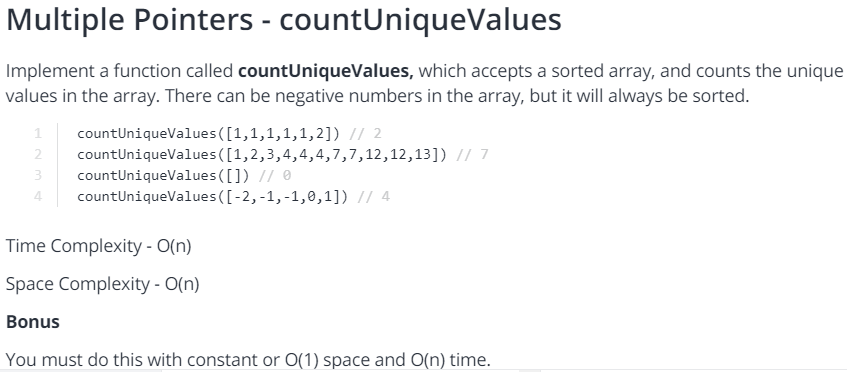 Multiple Pointers - countUniqueValues
Implement a function called countUniqueValues, which accepts a sorted array, and counts the unique
values in the array. There can be negative numbers in the array, but it will always be sorted.
1 countUniqueValues([1,1,1,1,1,2]) // 2
2 countUniqueValues([1,2,3,4,4,4,7,7,12,12,13]) // 7
3 countUniqueValues([]) // 0
4 countUniqueValues([-2,-1,-1,0,1]) // 4
Time Complexity - O(n)
Space Complexity - O(n)
Bonus
You must do this with constant or O(1) space and O(n) time.